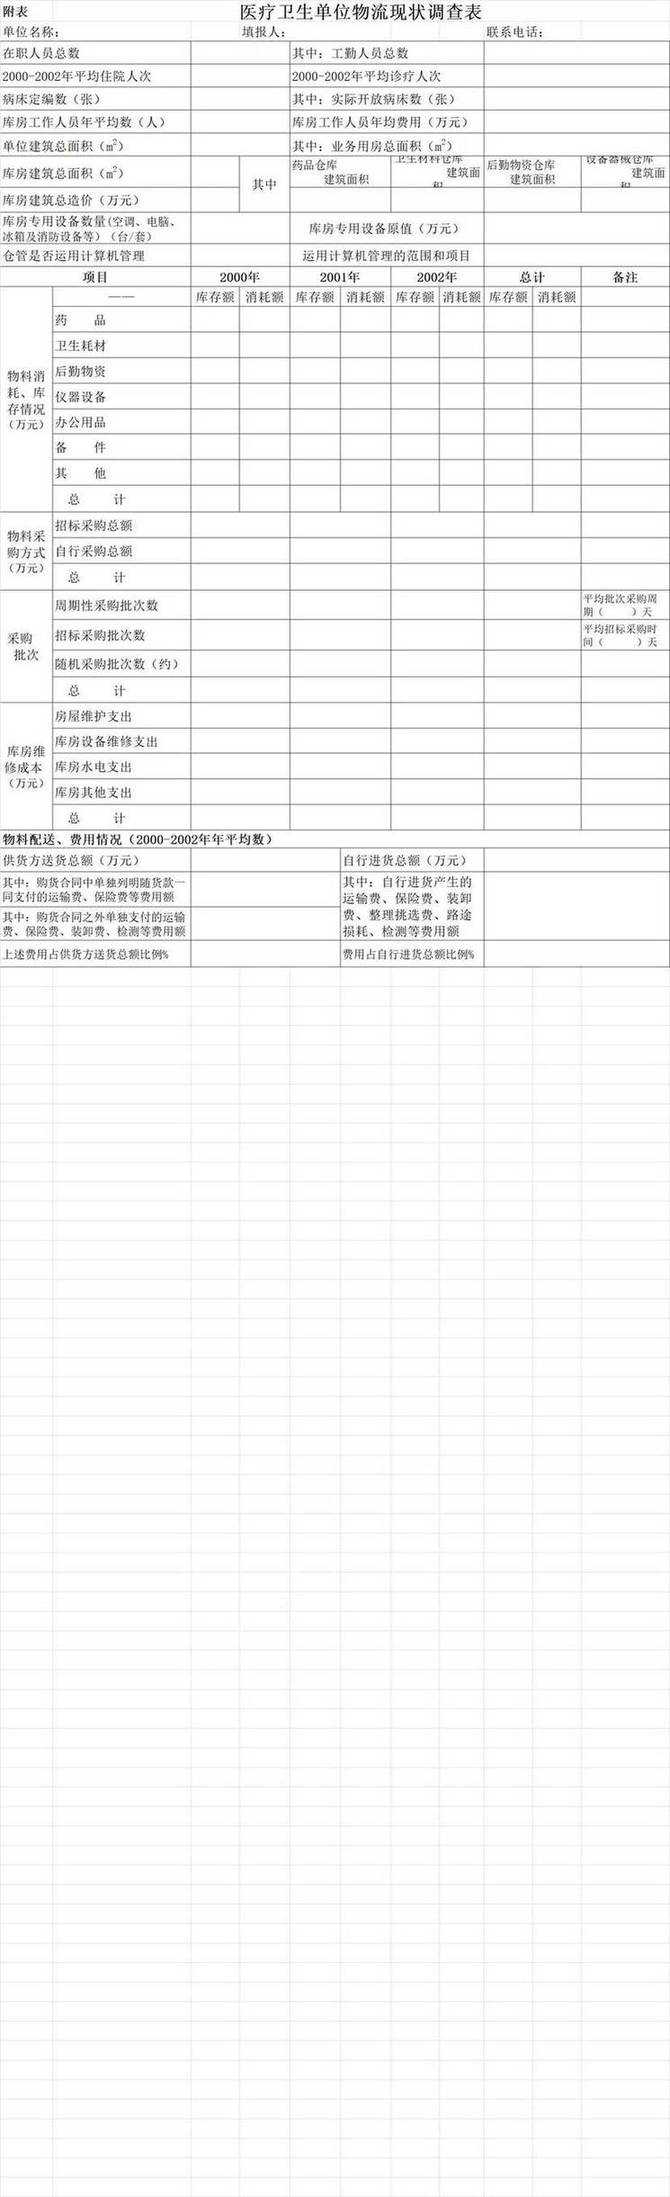 附表
医疗卫生单位物流现状调查表
单位名称： 填报人： 联系电话：
在职人员总数 其中：工勤人员总数
2000-2002年平均住院人次 2000-2002年平均诊疗人次
病床定编数（张） 其中：实际开放病床数（张）
库房工作人员年平均数（人） 库房工作人员年均费用（万元）
单位建筑总面积（m²） 其中：业务用房总面积（m²）
库房建筑总面积（m²）
其中
药品仓库
建筑面积
卫生材料仓库
建筑面
积
后勤物资仓库
建筑面积
设备器械仓库
建筑面
积
库房建筑总造价（万元）
库房专用设备数量(空调、电脑、
冰箱及消防设备等）（台/套）
库房专用设备原值（万元）
仓管是否运用计算机管理 运用计算机管理的范围和项目
项目 2000年 2001年 2002年 总计 备注
—— 库存额 消耗额 库存额 消耗额 库存额 消耗额 库存额 消耗额
物料消
耗、库
存情况
（万元）
药 品
卫生耗材
后勤物资
仪器设备
办公用品
备 件
其 他
总 计
物料采
购方式
（万元）
招标采购总额
自行采购总额
总 计
采购
批次
周期性采购批次数
平均批次采购周
期（ ）天
招标采购批次数
平均招标采购时
间（ ）天
随机采购批次数（约）
总 计
库房维
修成本
（万元）
房屋维护支出
库房设备维修支出
库房水电支出
库房其他支出
总 计
物料配送、费用情况（2000-2002年年平均数）
供货方送货总额（万元） 自行进货总额（万元）
其中：购货合同中单独列明随货款一
同支付的运输费、保险费等费用额
其中：购货合同之外单独支付的运输
费、保险费、装卸费、检测等费用额
其中：自行进货产生的
运输费、保险费、装卸
费、整理挑选费、路途
损耗、检测等费用额
上述费用占供货方送货总额比例% 费用占自行进货总额比例%